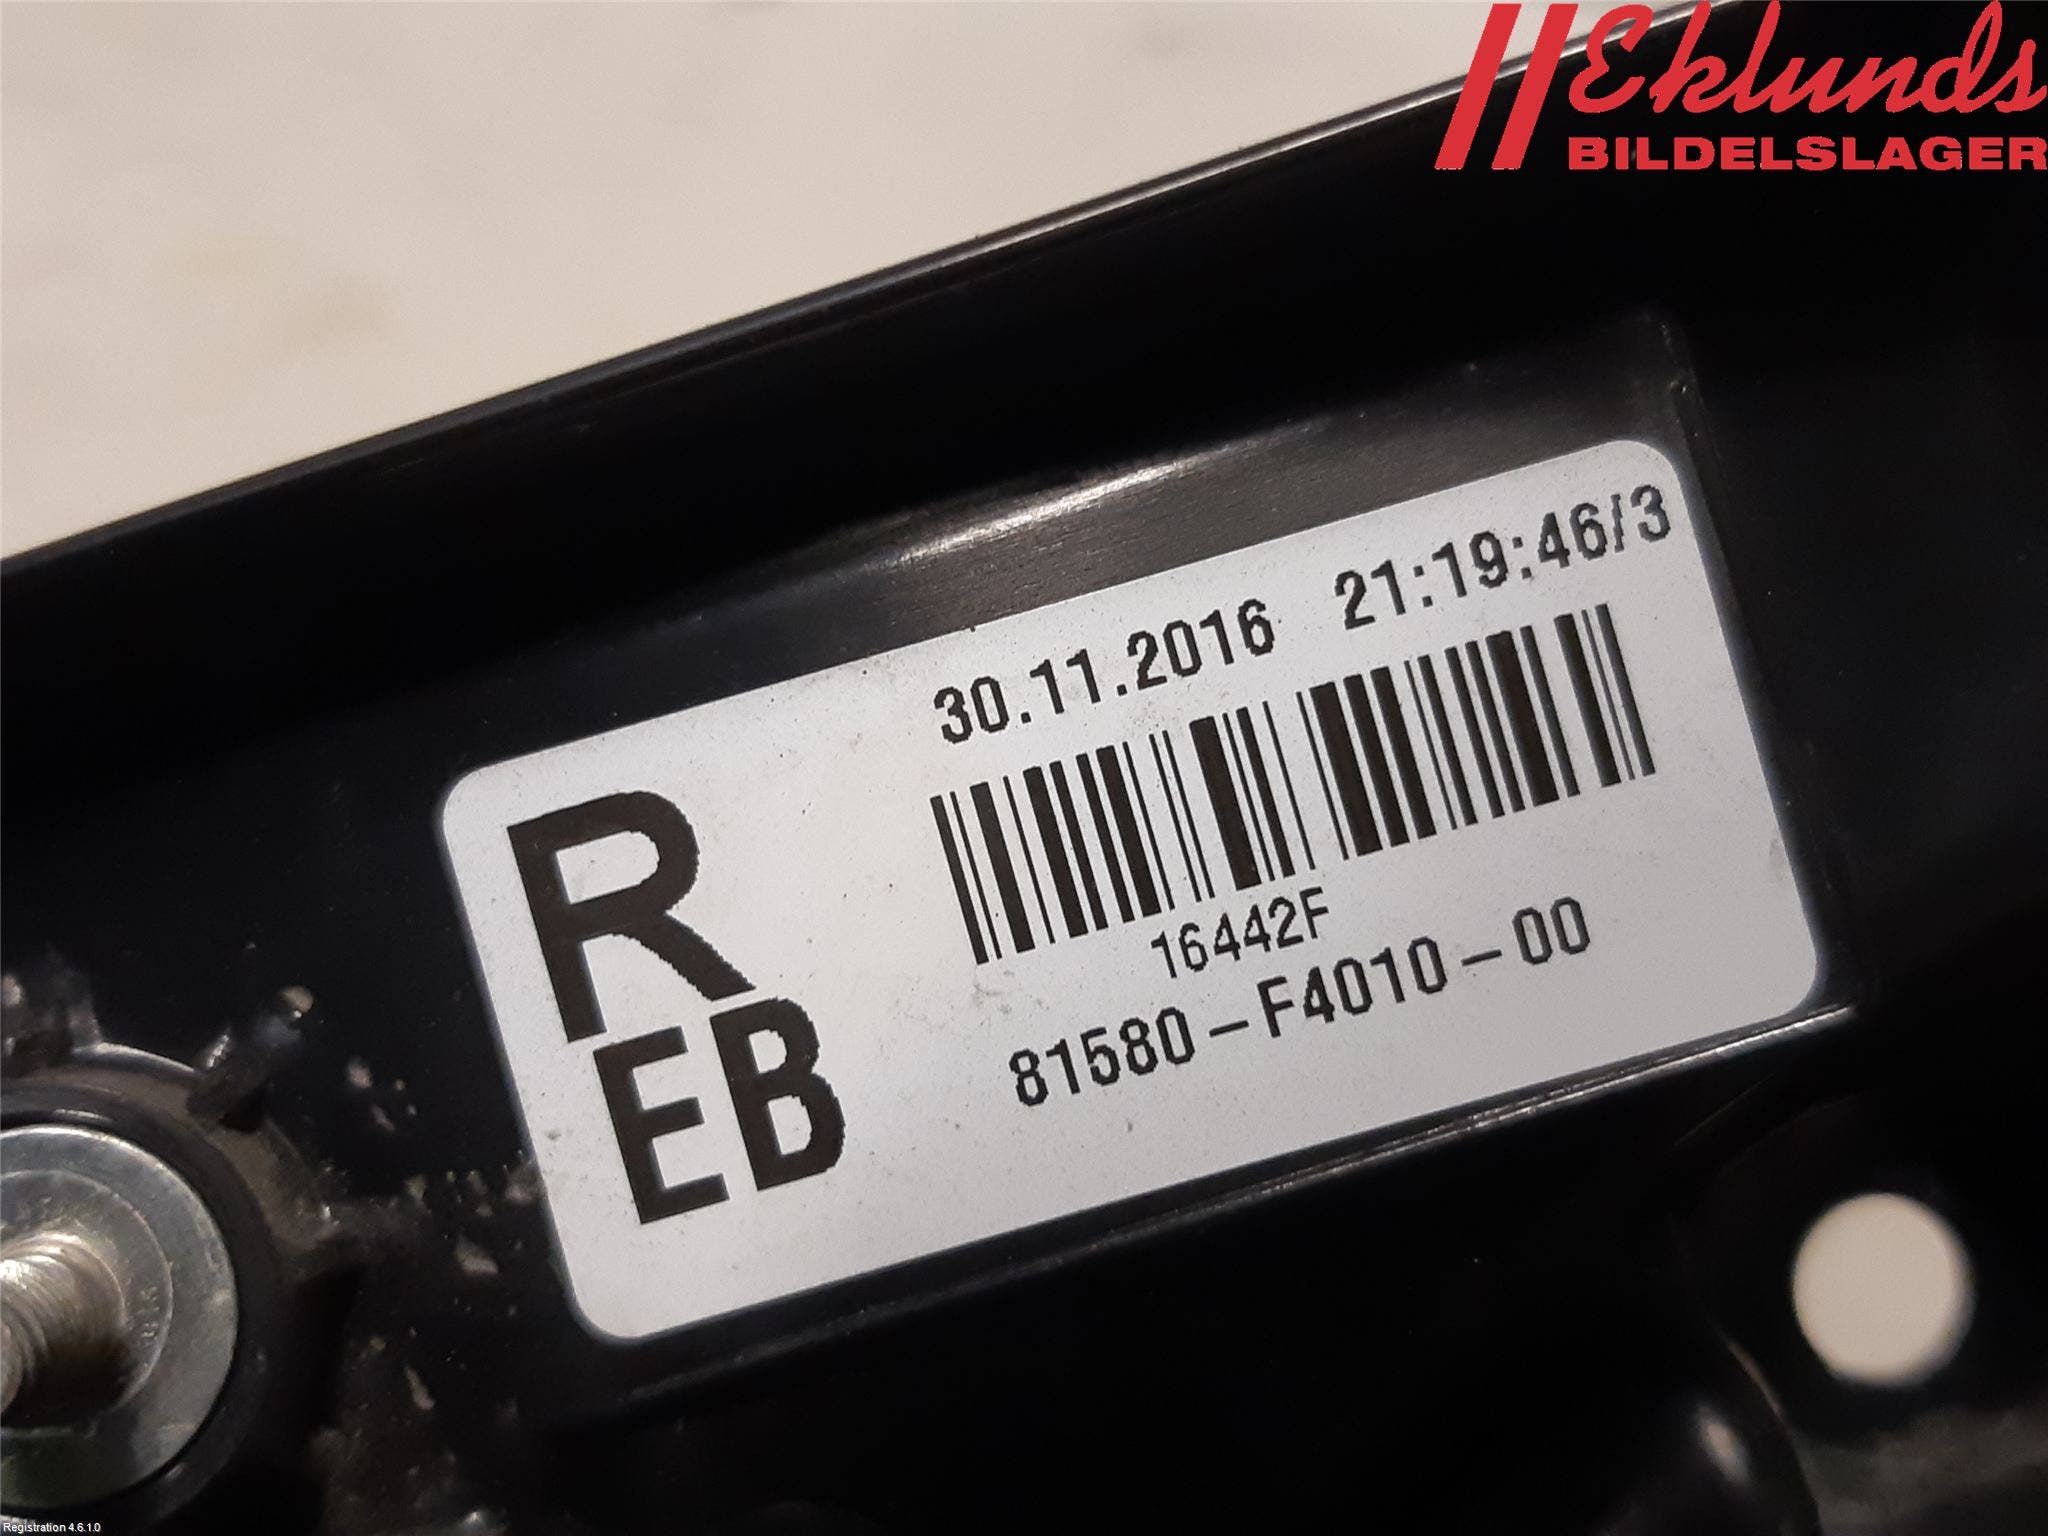 Eklunds
BILDELSLAGER
30.11.2016 21:19:46/3
R
EB
16442F
81580-F4010-00
Registration 4.6.1.0